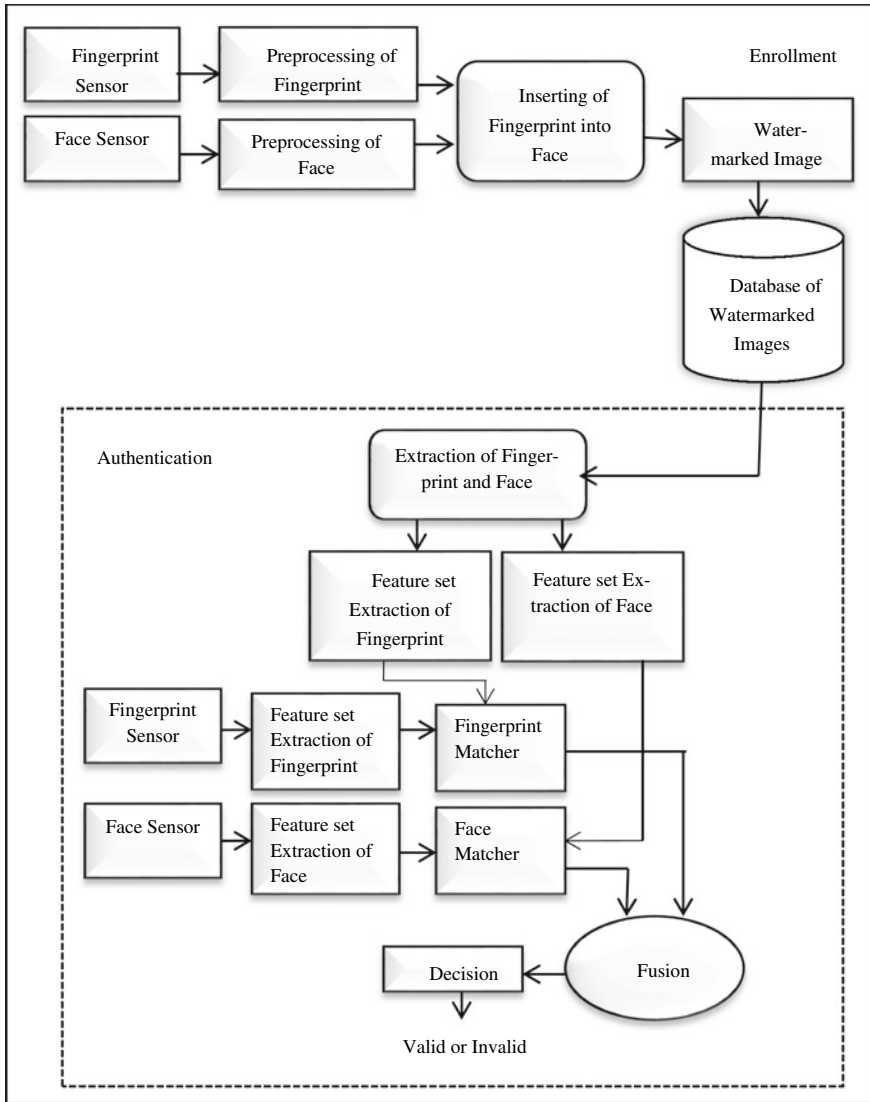 Fingerprint
Sensor
Preprocessing of
Fingerprint
Enrollment
Inserting of
Fingerprint into
Face
Face Sensor
Preprocessing of
Face
Water-
marked Image
Database of
Watermarked
Images
Authentication
Extraction of Finger-
print and Face
Feature set
Extraction of
Fingerprint
Feature set Ex-
traction of Face
Fingerprint
Sensor
Feature set
Extraction of
Fingerprint
Fingerprint
Matcher
Face Sensor
Feature set
Extraction of
Face
Face
Matcher
Fusion
Decision
Valid or Invalid